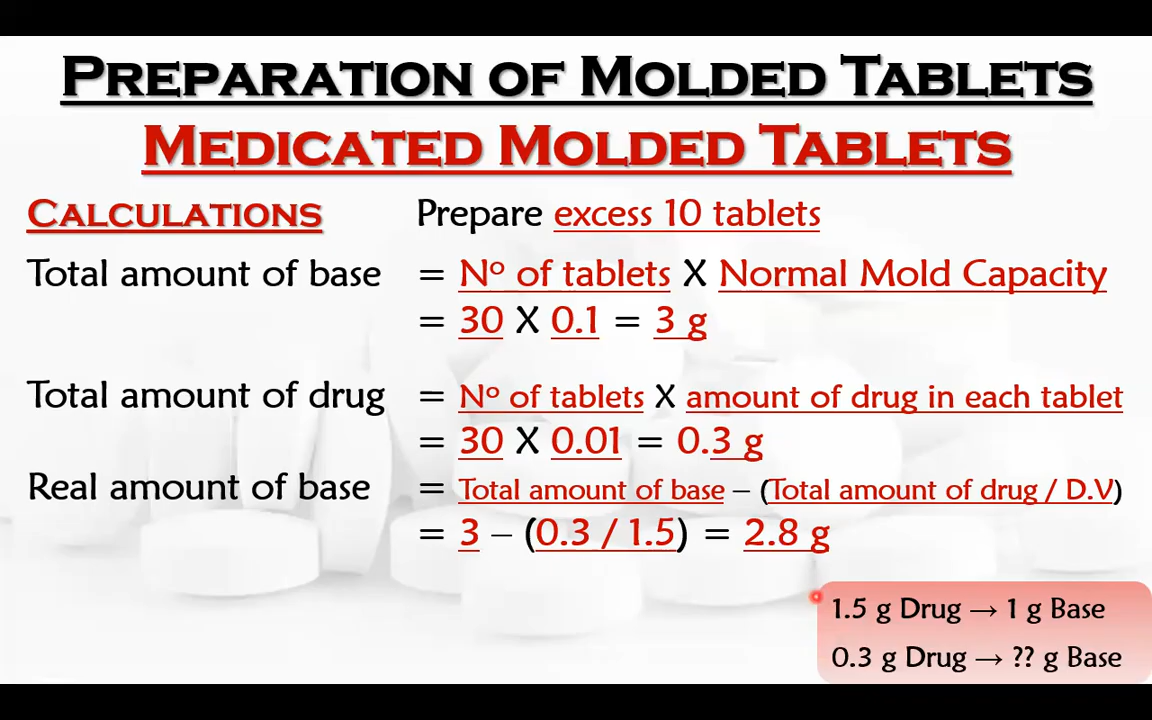 PREPARATION OF MOLDED TABLETS
MEDICATED MOLDED TABLETS
CALCULATIONS Prepare excess 10 tablets
Total amount of base = Nº of tablets X Normal Mold Capacity
= 30 X 0.1 = 3 g
Total amount of drug = Nº of tablets X amount of drug in each tablet
= 30 X 0.01 = 0.3 g
Real amount of base = Total amount of base – (Total amount of drug / D.V)
= 3 – (0.3 / 1.5) = 2.8 g
1.5 g Drug → 1 g Base
0.3 g Drug → ?? g Base